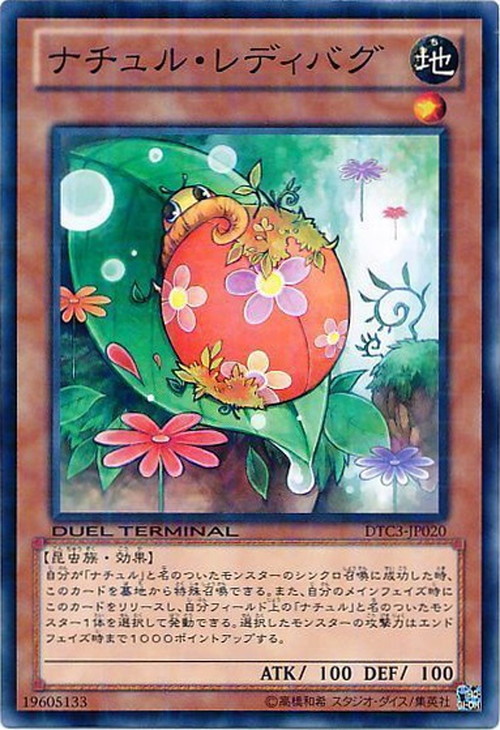 ナチュル・レディバグ
地
DUEL TERMINAL
DTC3-JP020
【昆虫族・効果】
自分が「ナチュル」と名のついたモンスターのシンクロ召喚に成功した時、
このカードを墓地から特殊召喚できる。また、自分のメインフェイズ時に
このカードをリリースし、自分フィールド上の「ナチュル」と名のついたモ
ンスター1体を選択して発動できる。選択したモンスターの攻撃力はエンド
フェイズ時まで1000ポイントアップする。
ATK/ 100 DEF/ 100
19605133
©高橋和希 スタジオ・ダイス/集英社